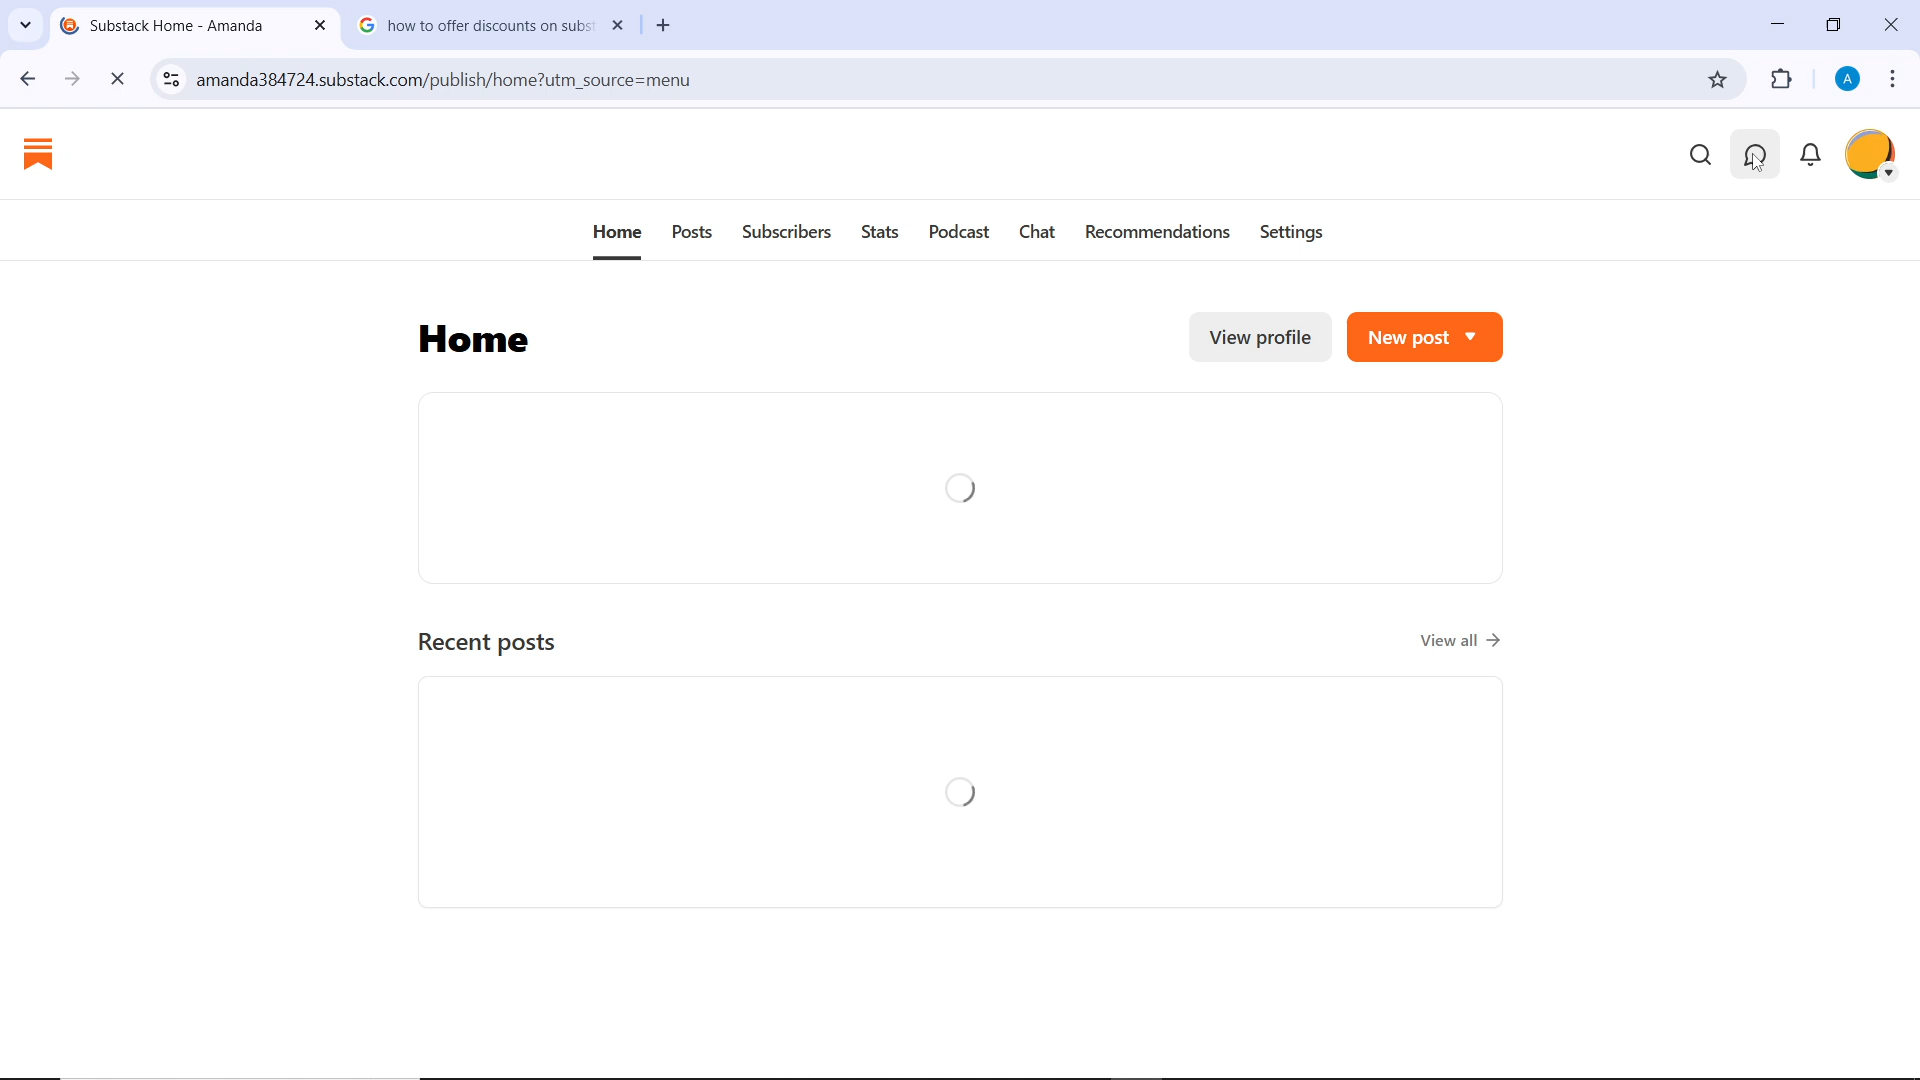 Substack Home - Amanda
how to offer discounts on subst
amanda384724.substack.com/publish/home?utm_source=menu
A
Home
Posts
Subscribers
Stats
Podcast
Chat
Recommendations
Settings
Home
View profile
New post
Recent posts
View all